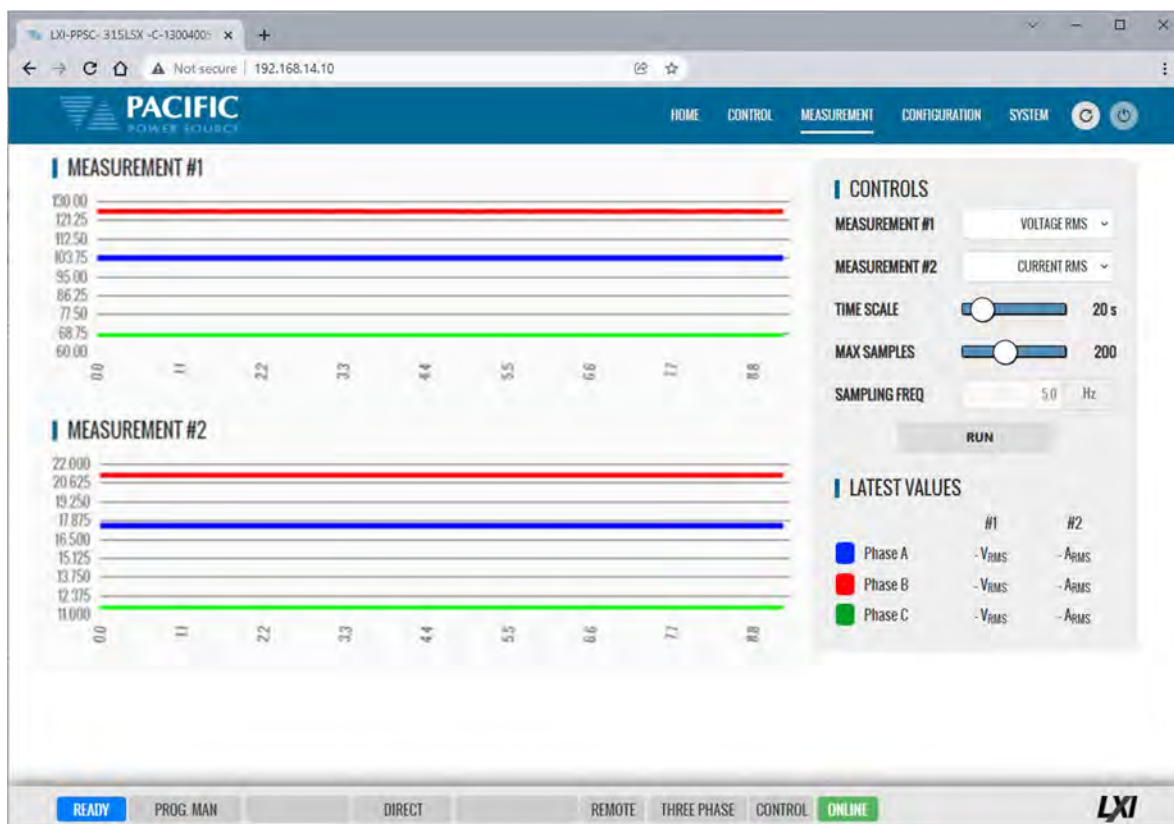 LXI-PPSC- 315LSX -C-1300400
Not secure 192.168.14.10
PACIFIC
POWER SOURCE
HOME CONTROL MEASUREMENT CONFIGURATION SYSTEM
MEASUREMENT #1
130.00
121.25
112.50
103.75
95.00
86.25
77.50
68.75
60.00
0.0 1.1 2.2 3.3 4.4 5.5 6.6 7.7 8.8
MEASUREMENT #2
22.000
20.625
19.250
17.875
16.500
15.125
13.750
12.375
11.000
0.0 1.1 2.2 3.3 4.4 5.5 6.6 7.7 8.8
CONTROLS
MEASUREMENT #1 VOLTAGE RMS
MEASUREMENT #2 CURRENT RMS
TIME SCALE 20 s
MAX SAMPLES 200
SAMPLING FREQ 5.0 Hz
RUN
LATEST VALUES
#1 #2
Phase A - VRMS - ARMS
Phase B - VRMS - ARMS
Phase C - VRMS - ARMS
READY PROG. MAN DIRECT REMOTE THREE PHASE CONTROL ONLINE LXI